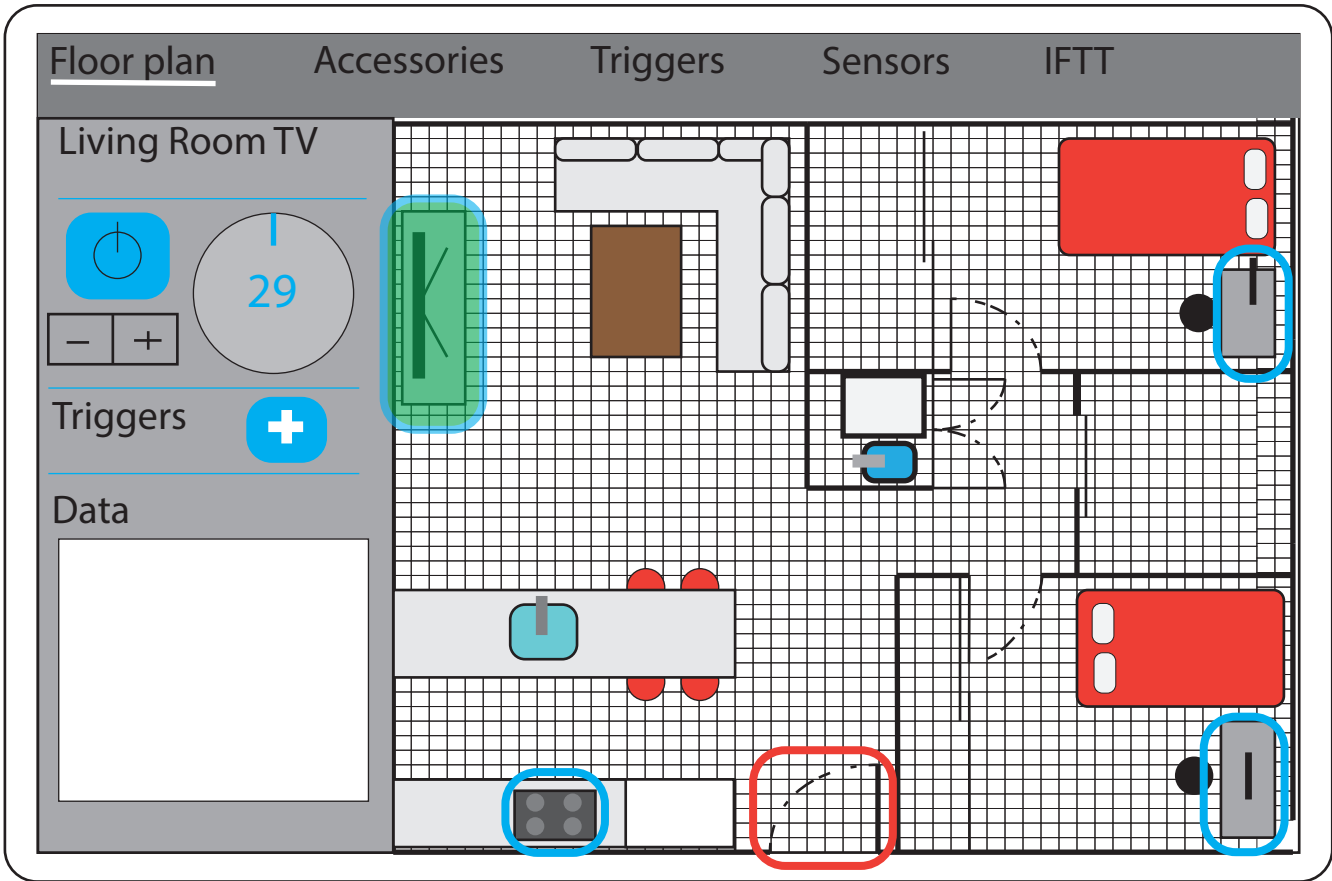 Floor plan Accessories Triggers Sensors IFTT
Living Room TV
29
− +
Triggers
Data